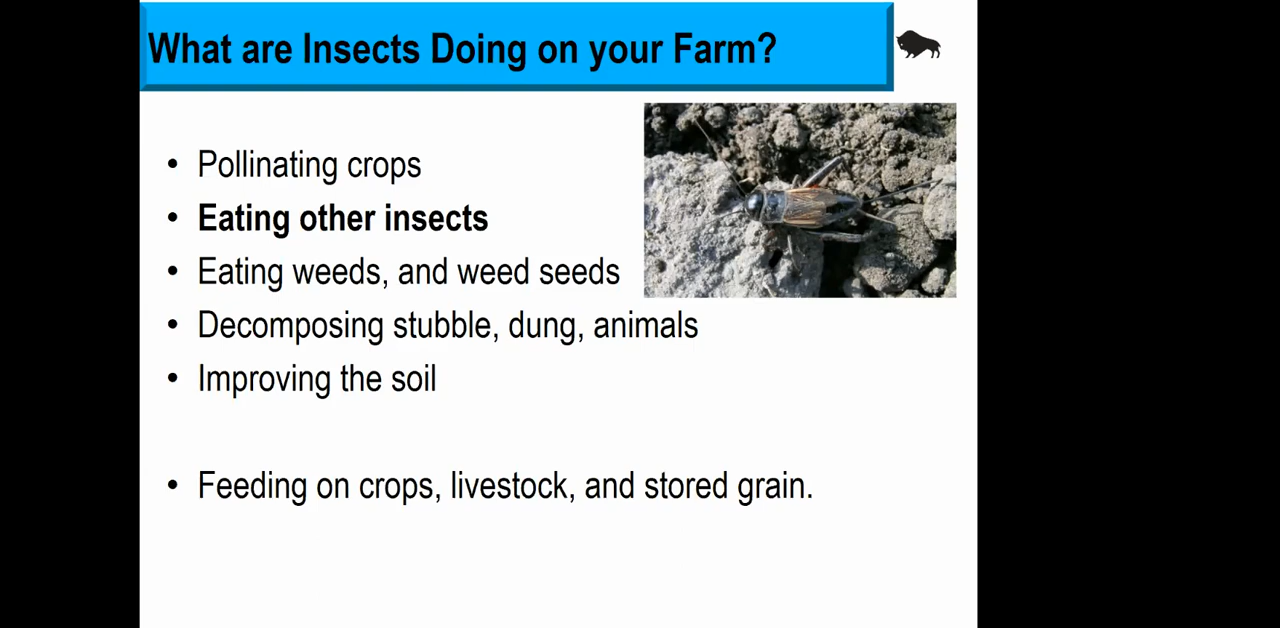 What are Insects Doing on your Farm?
• Pollinating crops
• Eating other insects
• Eating weeds, and weed seeds
• Decomposing stubble, dung, animals
• Improving the soil
• Feeding on crops, livestock, and stored grain.